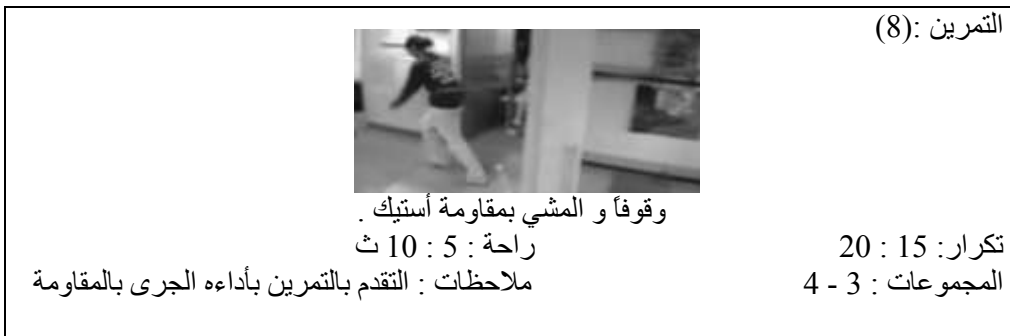 التمرين :(8)
وقوفاً و المشي بمقاومة أستيك .
تكرار: 15 : 20 راحة : 5 : 10 ث
المجموعات : 3 - 4 ملاحظات : التقدم بالتمرين بأداءه الجرى بالمقاومة